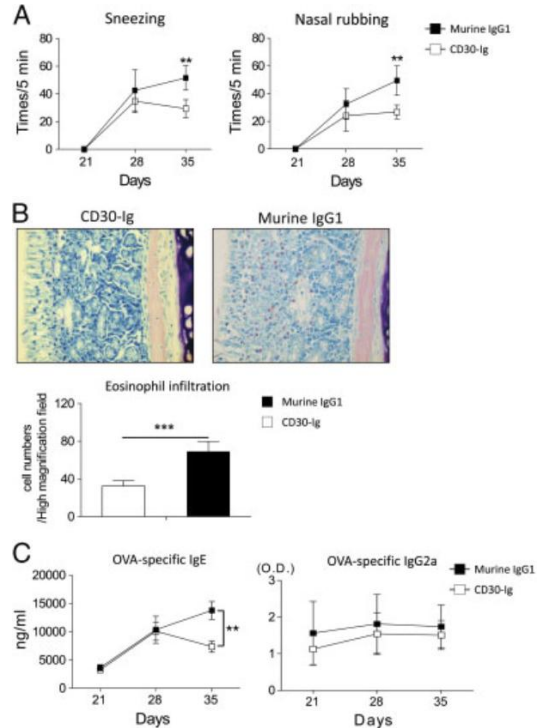 A
Sneezing
Nasal rubbing
Murine IgG1
CD30-Ig
Times/5 min
80
60
40
20
0
**
21 28 35
Days
Times/5 min
80
60
40
20
0
**
21 28 35
Days
B
CD30-Ig
Murine IgG1
Eosinophil infiltration
Murine IgG1
CD30-Ig
cell numbers
/High magnification field
120
80
40
0
***
C
OVA-specific IgE
ng/ml
20000
15000
10000
5000
0
**
21 28 35
Days
(O.D.)
OVA-specific IgG2a
Murine IgG1
CD30-Ig
3
2
1
0
21 28 35
Days